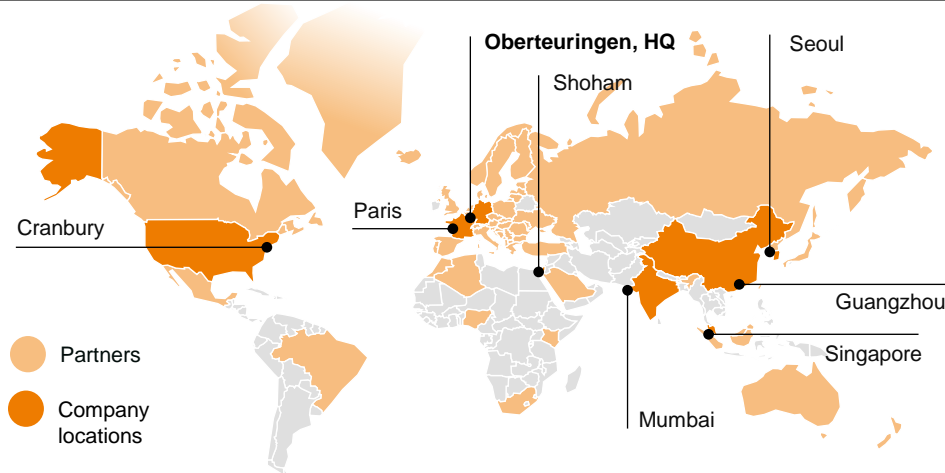 Oberteuringen, HQ
Seoul
Shoham
Paris
Cranbury
Guangzhou
Partners
Singapore
Company
locations
Mumbai